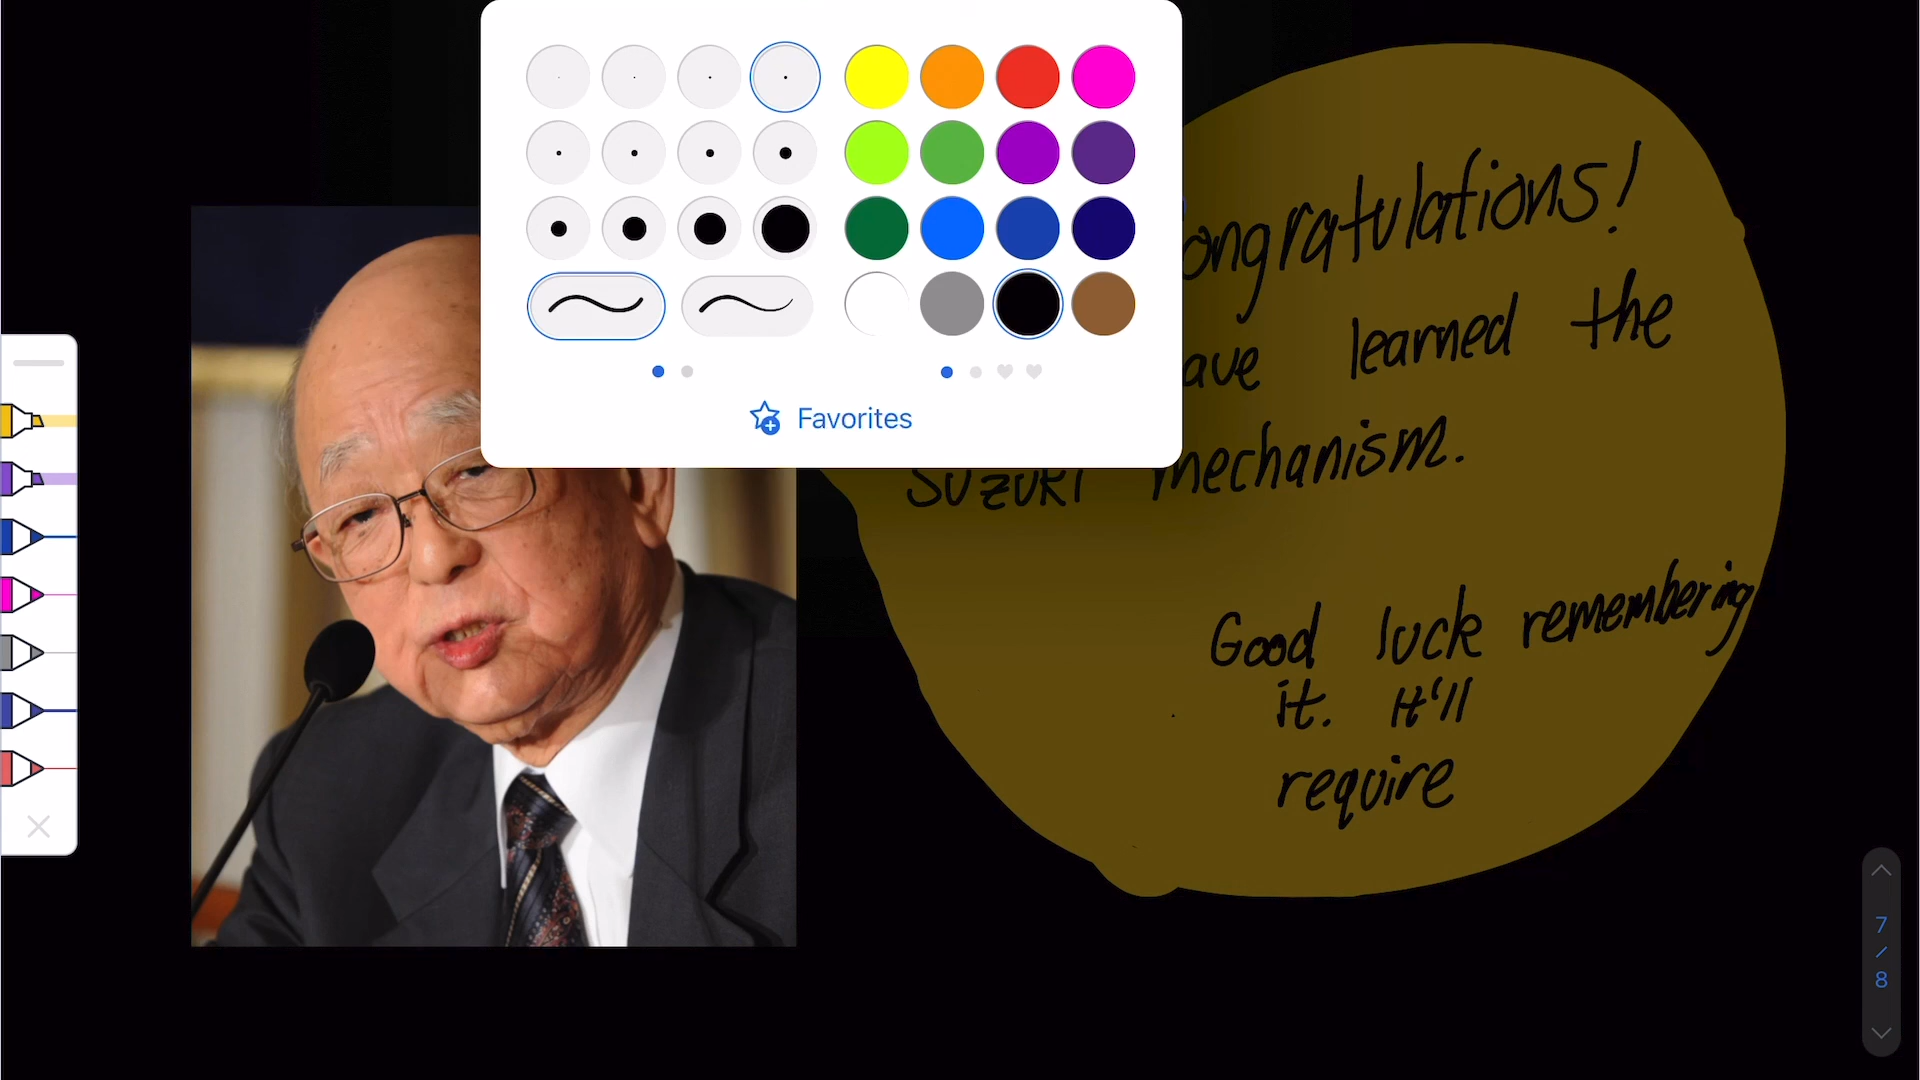 Favorites
ongratulations!
ave learned the
Suzuki mechanism.
Good luck remembering
it. It'll
require
7
/
8